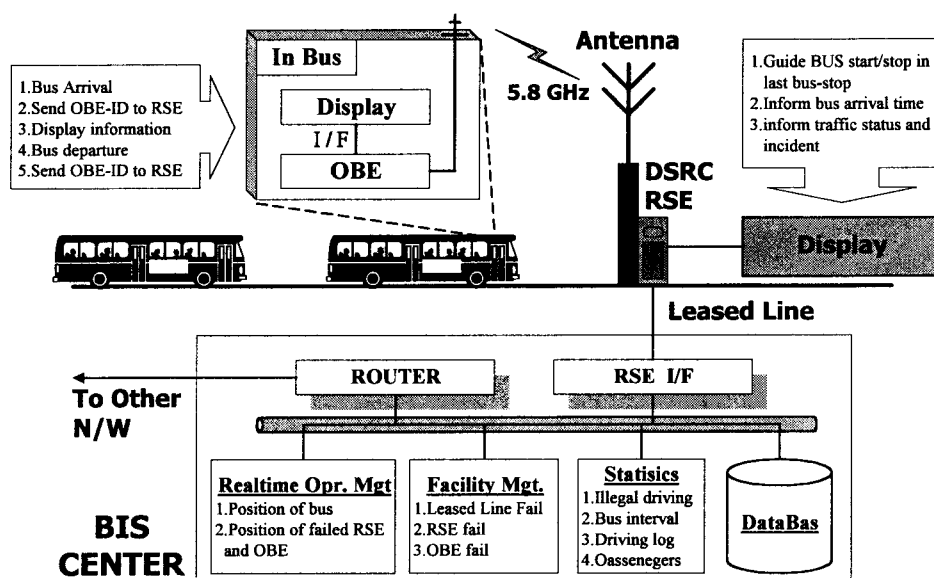 1.Bus Arrival
2.Send OBE-ID to RSE
3.Display information
4.Bus departure
5.Send OBE-ID to RSE
In Bus
Display
I/F
OBE
5.8 GHz
Antenna
1.Guide BUS start/stop in
last bus-stop
2.Inform bus arrival time
3.inform traffic status and
incident
DSRC
RSE
Display
Leased Line
To Other
N/W
ROUTER
RSE I/F
Realtime Opr. Mgt
1.Position of bus
2.Position of failed RSE
and OBE
Facility Mgt.
1.Leased Line Fail
2.RSE fail
3.OBE fail
Statisics
1.Illegal driving
2.Bus interval
3.Driving log
4.Oassenegers
DataBas
BIS
CENTER